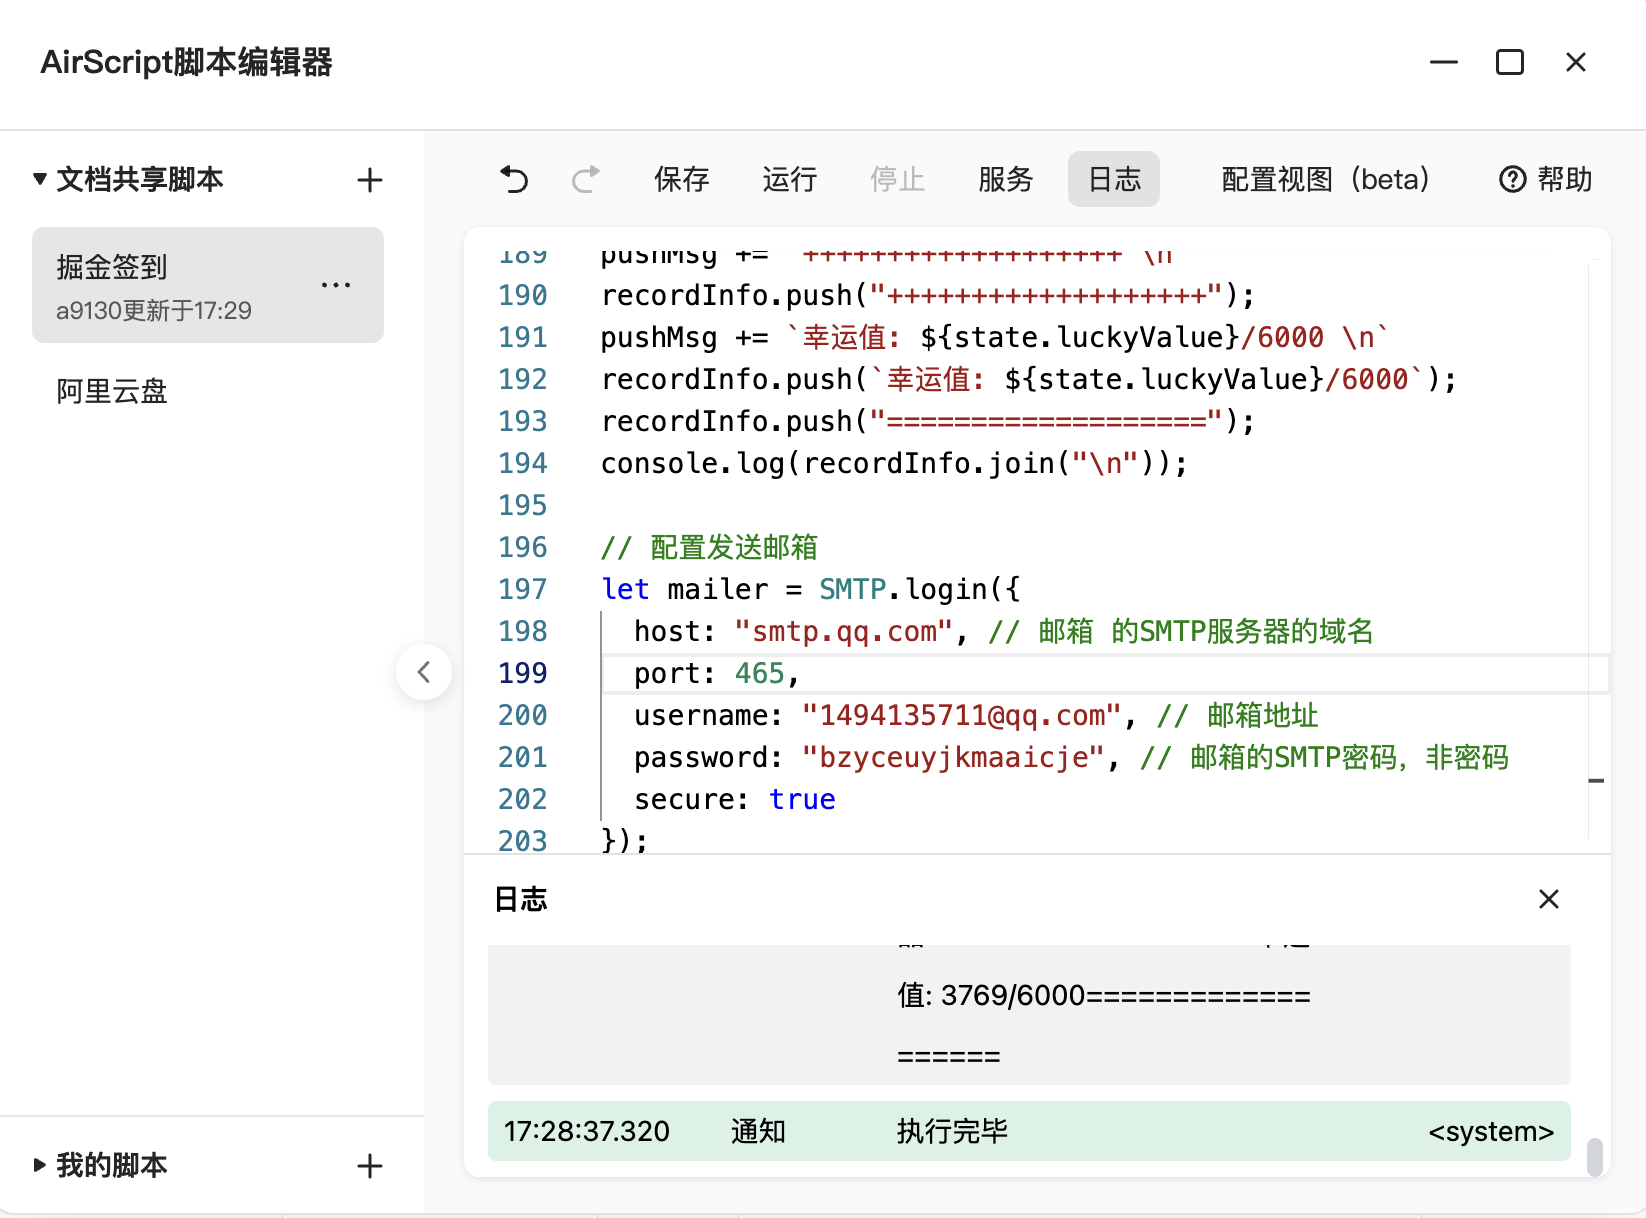 AirScript脚本编辑器
文档共享脚本
保存 运行 停止 服务 日志 配置视图（beta） 帮助
掘金签到
a9130更新于17:29
阿里云盘
189 pushMsg += `+++++++++++++++++++ \n`
190 recordInfo.push("+++++++++++++++++++");
191 pushMsg += `幸运值: ${state.luckyValue}/6000 \n`
192 recordInfo.push(`幸运值: ${state.luckyValue}/6000`);
193 recordInfo.push("===================");
194 console.log(recordInfo.join("\n"));
195
196 // 配置发送邮箱
197 let mailer = SMTP.login({
198 host: "smtp.qq.com", // 邮箱 的SMTP服务器的域名
199 port: 465,
200 username: "1494135711@qq.com", // 邮箱地址
201 password: "bzyceuyjkmaaicje", // 邮箱的SMTP密码，非密码
202 secure: true
203 });
日志
值: 3769/6000=============
======
17:28:37.320 通知 执行完毕 <system>
我的脚本